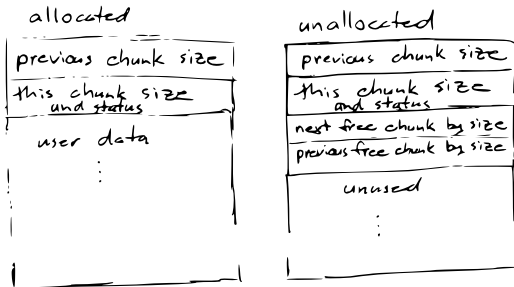 allocated
previous chunk size
this chunk size
and status
user data
unallocated
previous chunk size
this chunk size
and status
next free chunk by size
previous free chunk by size
unused